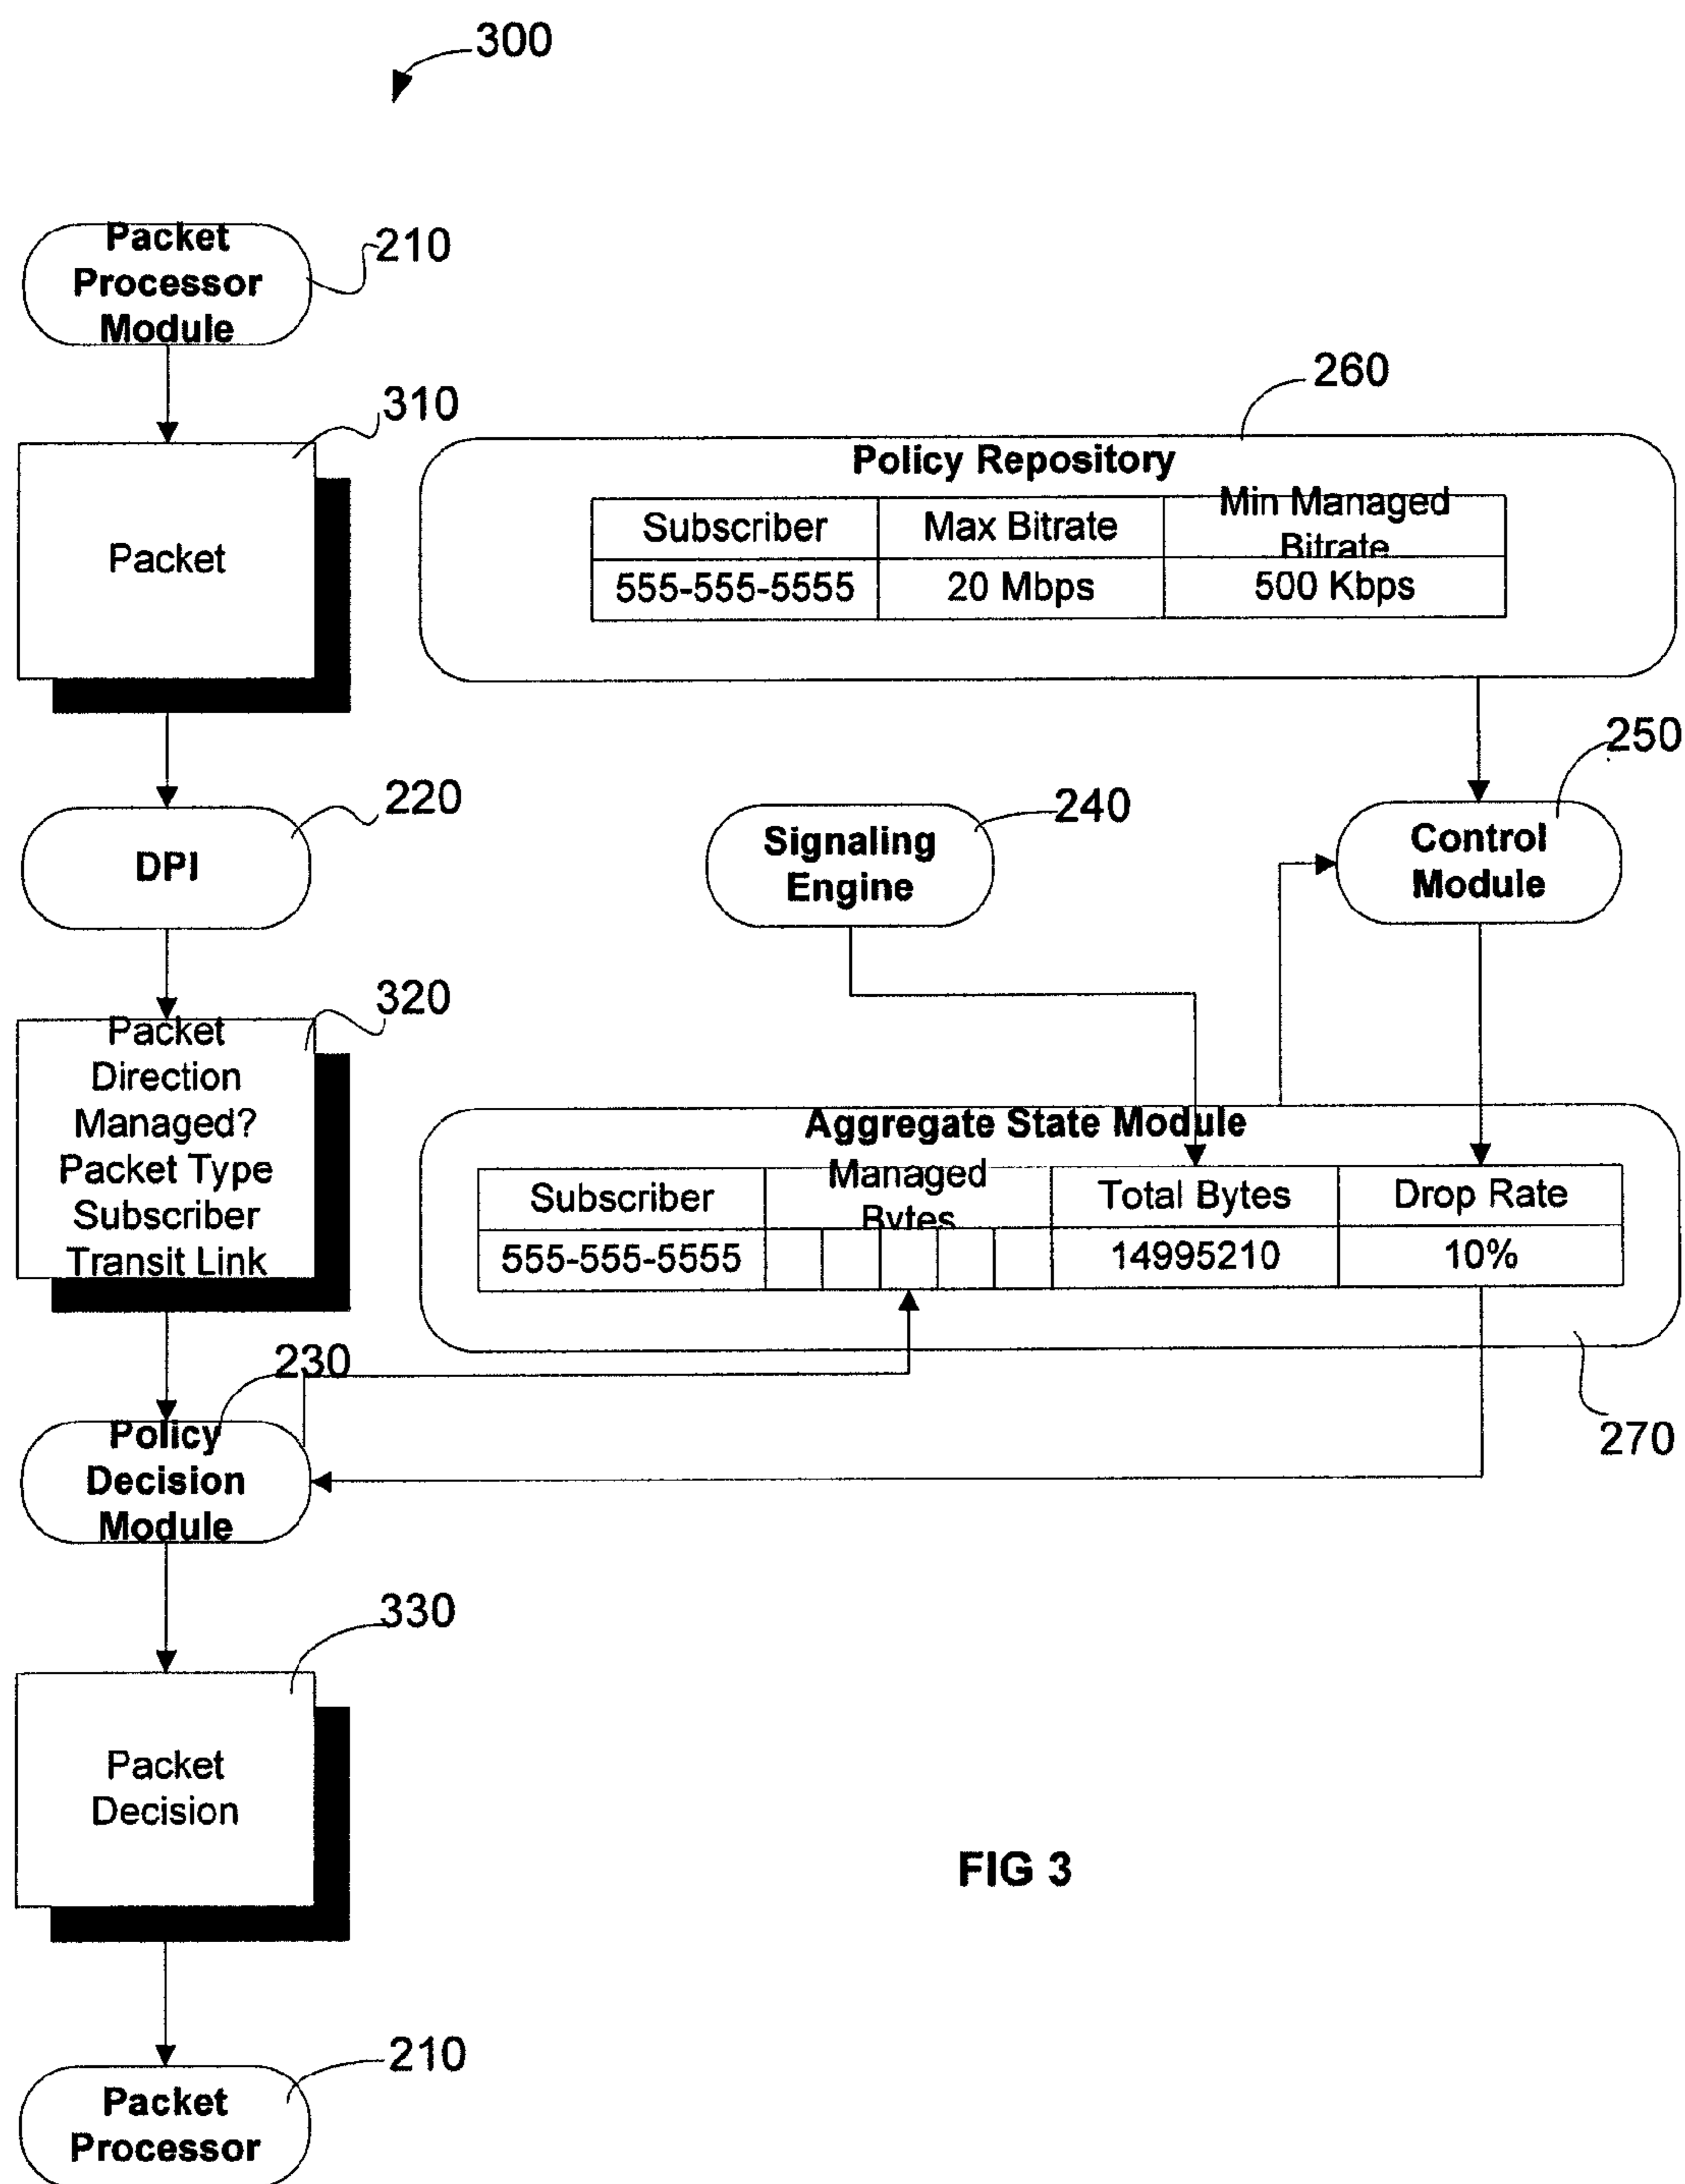 300
Packet
Processor
Module
210
310
Packet
260
Policy Repository
Subscriber
Max Bitrate
Min Managed
Bitrate
555-555-5555
20 Mbps
500 Kbps
250
Control
Module
220
DPI
240
Signaling
Engine
320
Packet
Direction
Managed?
Packet Type
Subscriber
Transit Link
Aggregate State Module
Subscriber
Managed
Bytes
Total Bytes
Drop Rate
555-555-5555
14995210
10%
270
230
Policy
Decision
Module
330
Packet
Decision
FIG 3
210
Packet
Processor